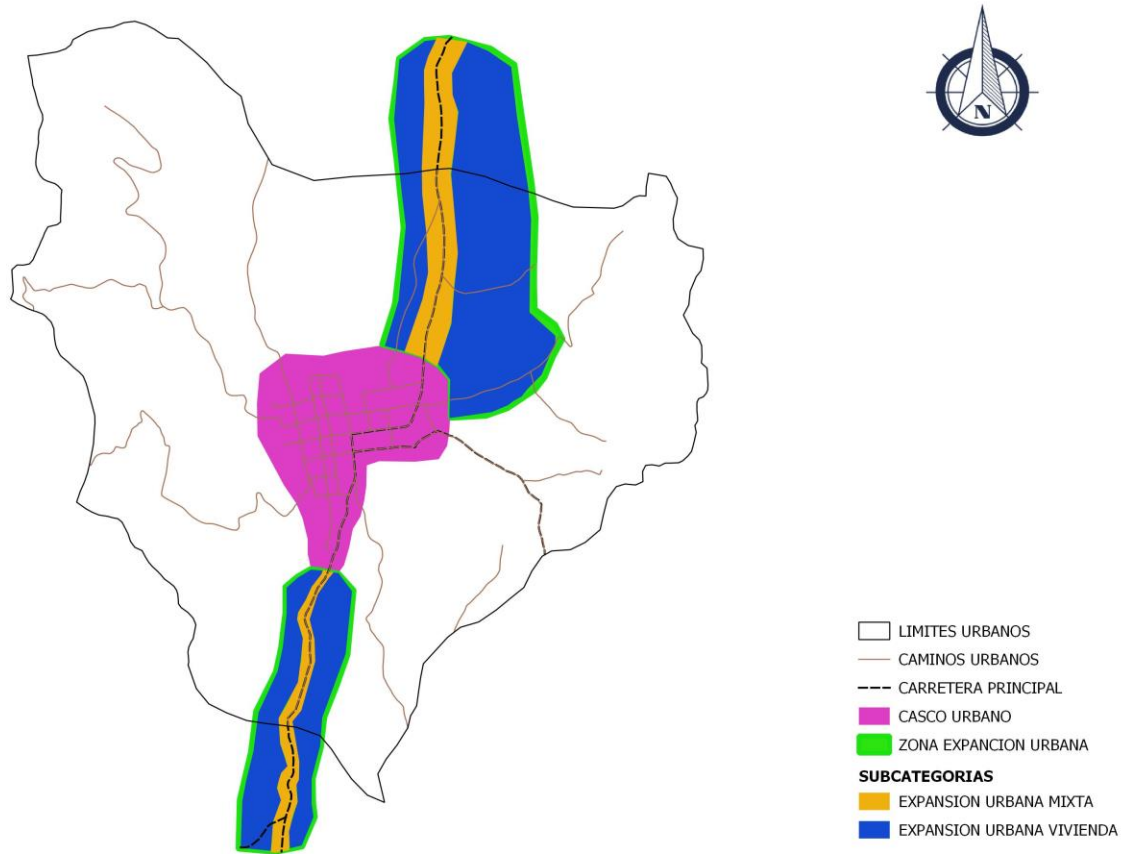 N
LIMITES URBANOS
CAMINOS URBANOS
CARRETERA PRINCIPAL
CASCO URBANO
ZONA EXPANCION URBANA
SUBCATEGORIAS
EXPANSION URBANA MIXTA
EXPANSION URBANA VIVIENDA